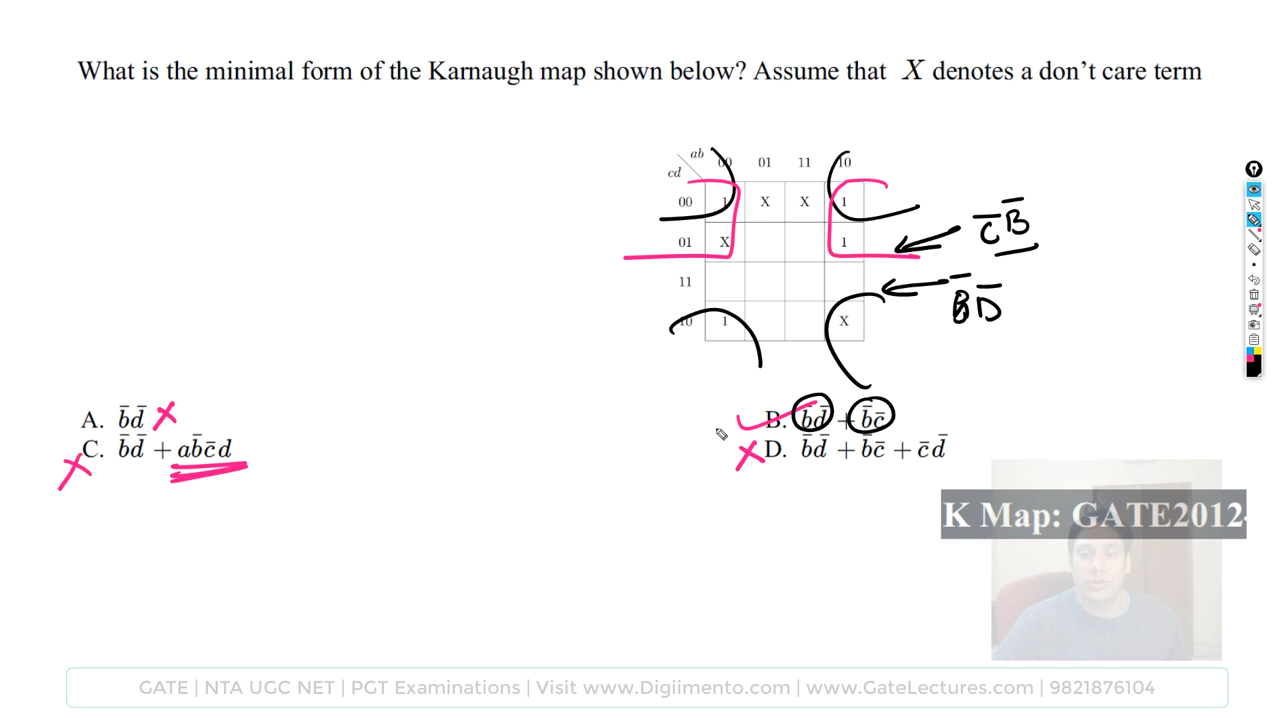 What is the minimal form of the Karnaugh map shown below? Assume that X denotes a don't care term
ab
cd
00 01 11 10
00 1 X X 1
01 X 1
11
10 1 X
C̅ B̅
B̅ D̅
A. b̅d̅ X
B. b̅d̅ + b̅c̅
C. b̅d̅ + ab̅c̅d X
D. b̅d̅ + b̅c̅ + c̅d̅ X
K Map: GATE2012-
GATE | NTA UGC NET | PGT Examinations | Visit www.Digiimento.com | www.GateLectures.com | 9821876104